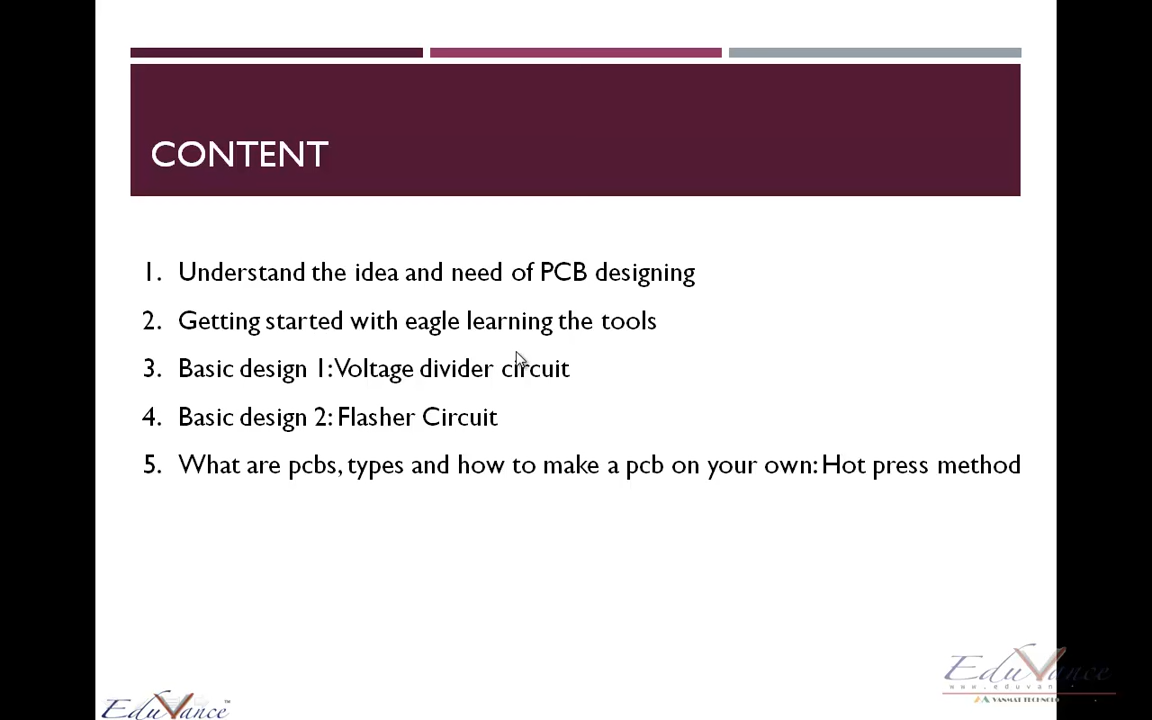 CONTENT
1. Understand the idea and need of PCB designing
2. Getting started with eagle learning the tools
3. Basic design 1: Voltage divider circuit
4. Basic design 2: Flasher Circuit
5. What are pcbs, types and how to make a pcb on your own: Hot press method
EduVance
EduVance™